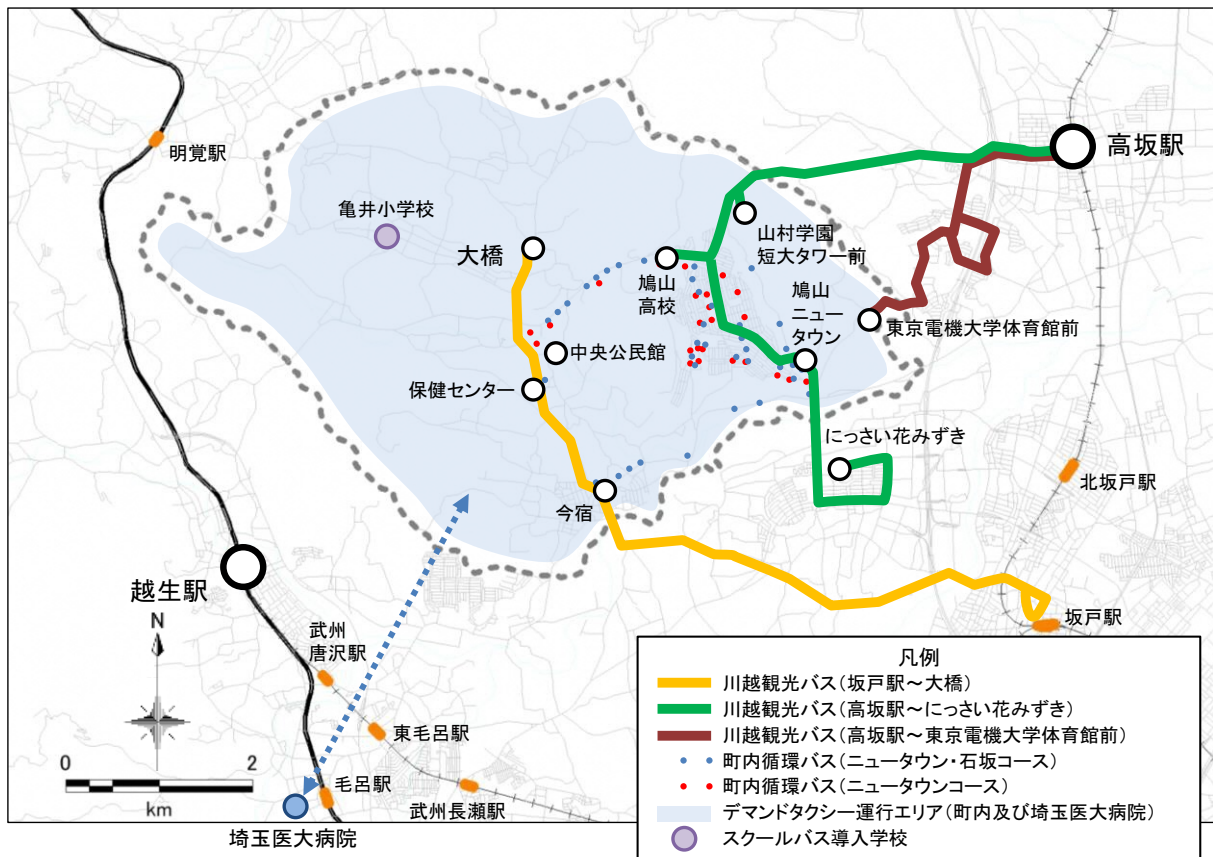 高坂駅
明覚駅
亀井小学校
大橋
山村学園
短大タワー前
鳩山
高校
鳩山
ニュー
タウン
東京電機大学体育館前
中央公民館
保健センター
にっさい花みずき
北坂戸駅
今宿
越生駅
坂戸駅
N
武州
唐沢駅
東毛呂駅
0
2
km
毛呂駅
武州長瀬駅
埼玉医大病院
凡例
川越観光バス(坂戸駅～大橋)
川越観光バス(高坂駅～にっさい花みずき)
川越観光バス(高坂駅～東京電機大学体育館前)
町内循環バス(ニュータウン・石坂コース)
町内循環バス(ニュータウンコース)
デマンドタクシー運行エリア(町内及び埼玉医大病院)
スクールバス導入学校